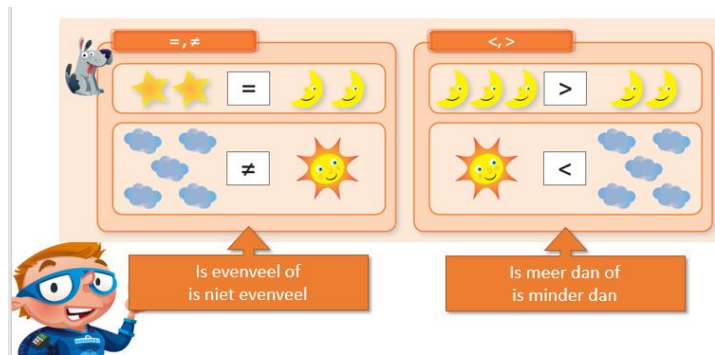 =, ≠
<, >
=
>
≠
<
Is evenveel of
is niet evenveel
Is meer dan of
is minder dan